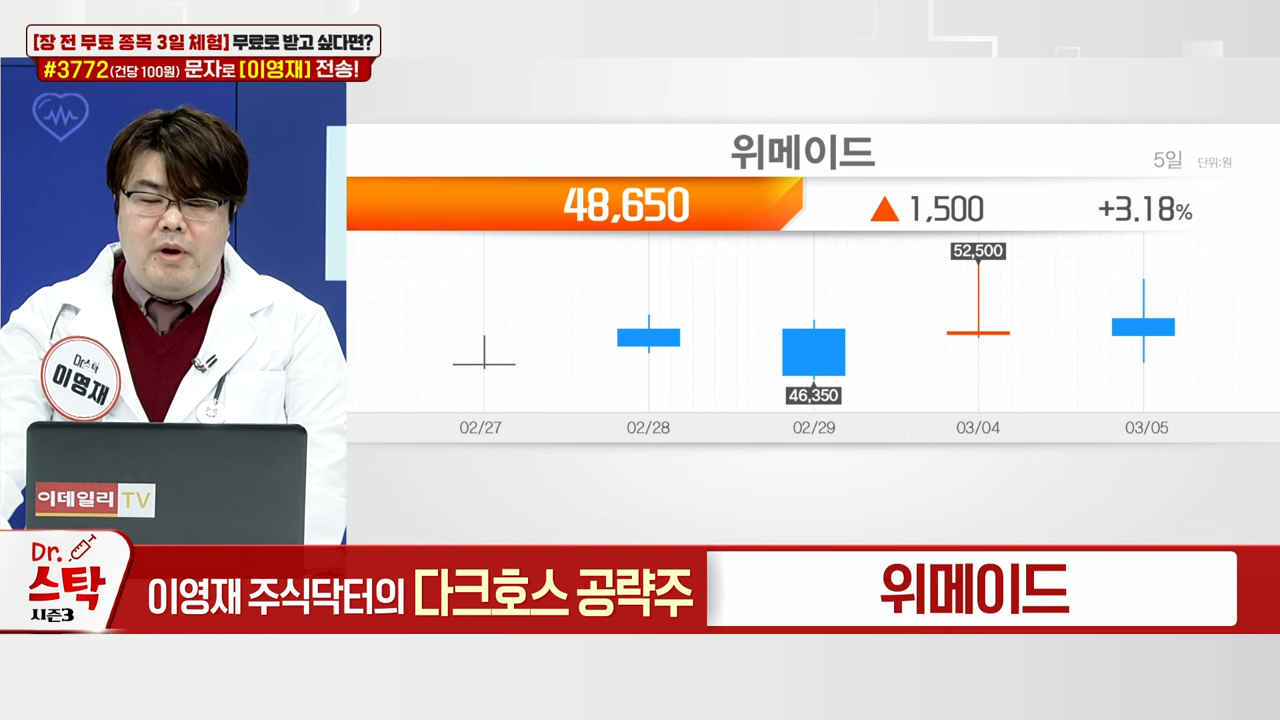 [장 전 무료 종목 3일 체험] 무료로 받고 싶다면?
#3772(건당 100원) 문자로 [이영재] 전송!
위메이드
5일 단위:원
48,650 ▲ 1,500 +3.18%
52,500
46,350
02/27 02/28 02/29 03/04 03/05
Dr스탁
이영재
이데일리 TV
Dr.
스탁
시즌3
이영재 주식닥터의 다크호스 공략주
위메이드